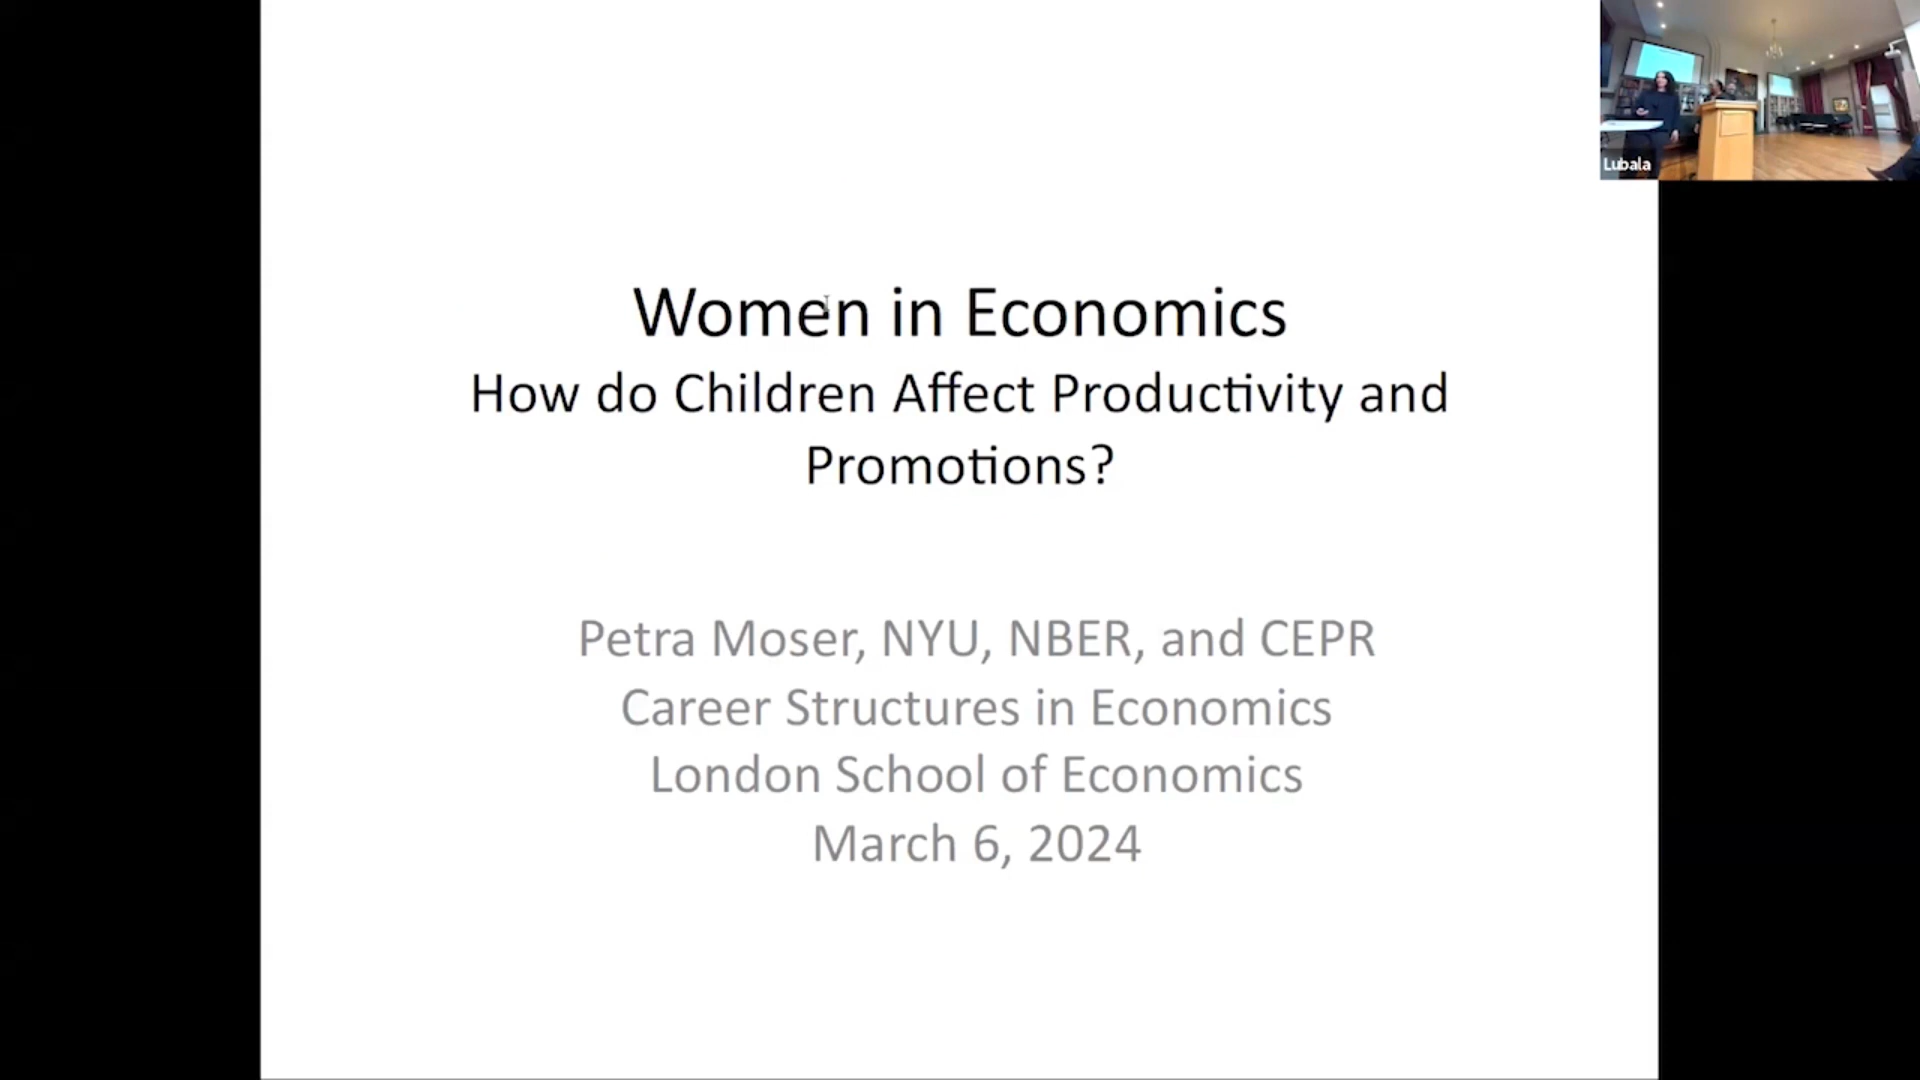 Women in Economics
How do Children Affect Productivity and
Promotions?
Petra Moser, NYU, NBER, and CEPR
Career Structures in Economics
London School of Economics
March 6, 2024
Lubala